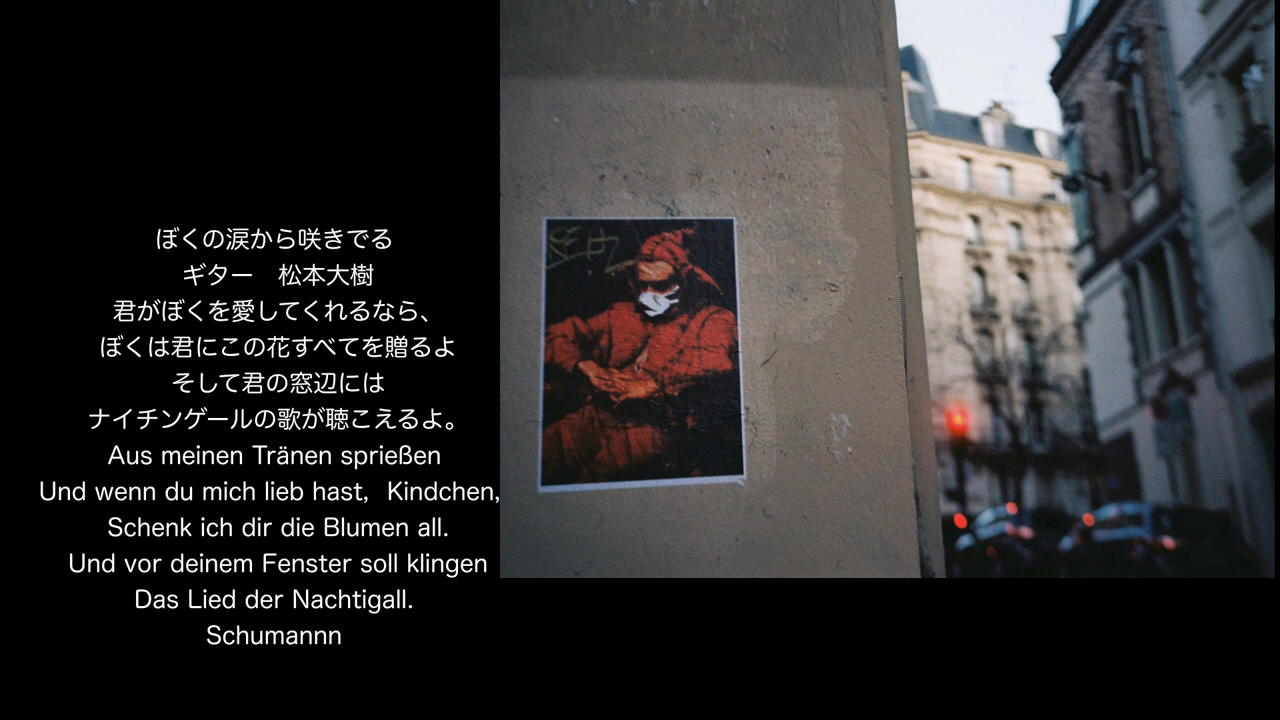 ぼくの涙から咲きでる
ギター　松本大樹
君がぼくを愛してくれるなら、
ぼくは君にこの花すべてを贈るよ
そして君の窓辺には
ナイチンゲールの歌が聴こえるよ。
Aus meinen Tränen sprießen
Und wenn du mich lieb hast, Kindchen,
Schenk ich dir die Blumen all.
Und vor deinem Fenster soll klingen
Das Lied der Nachtigall.
Schumannn